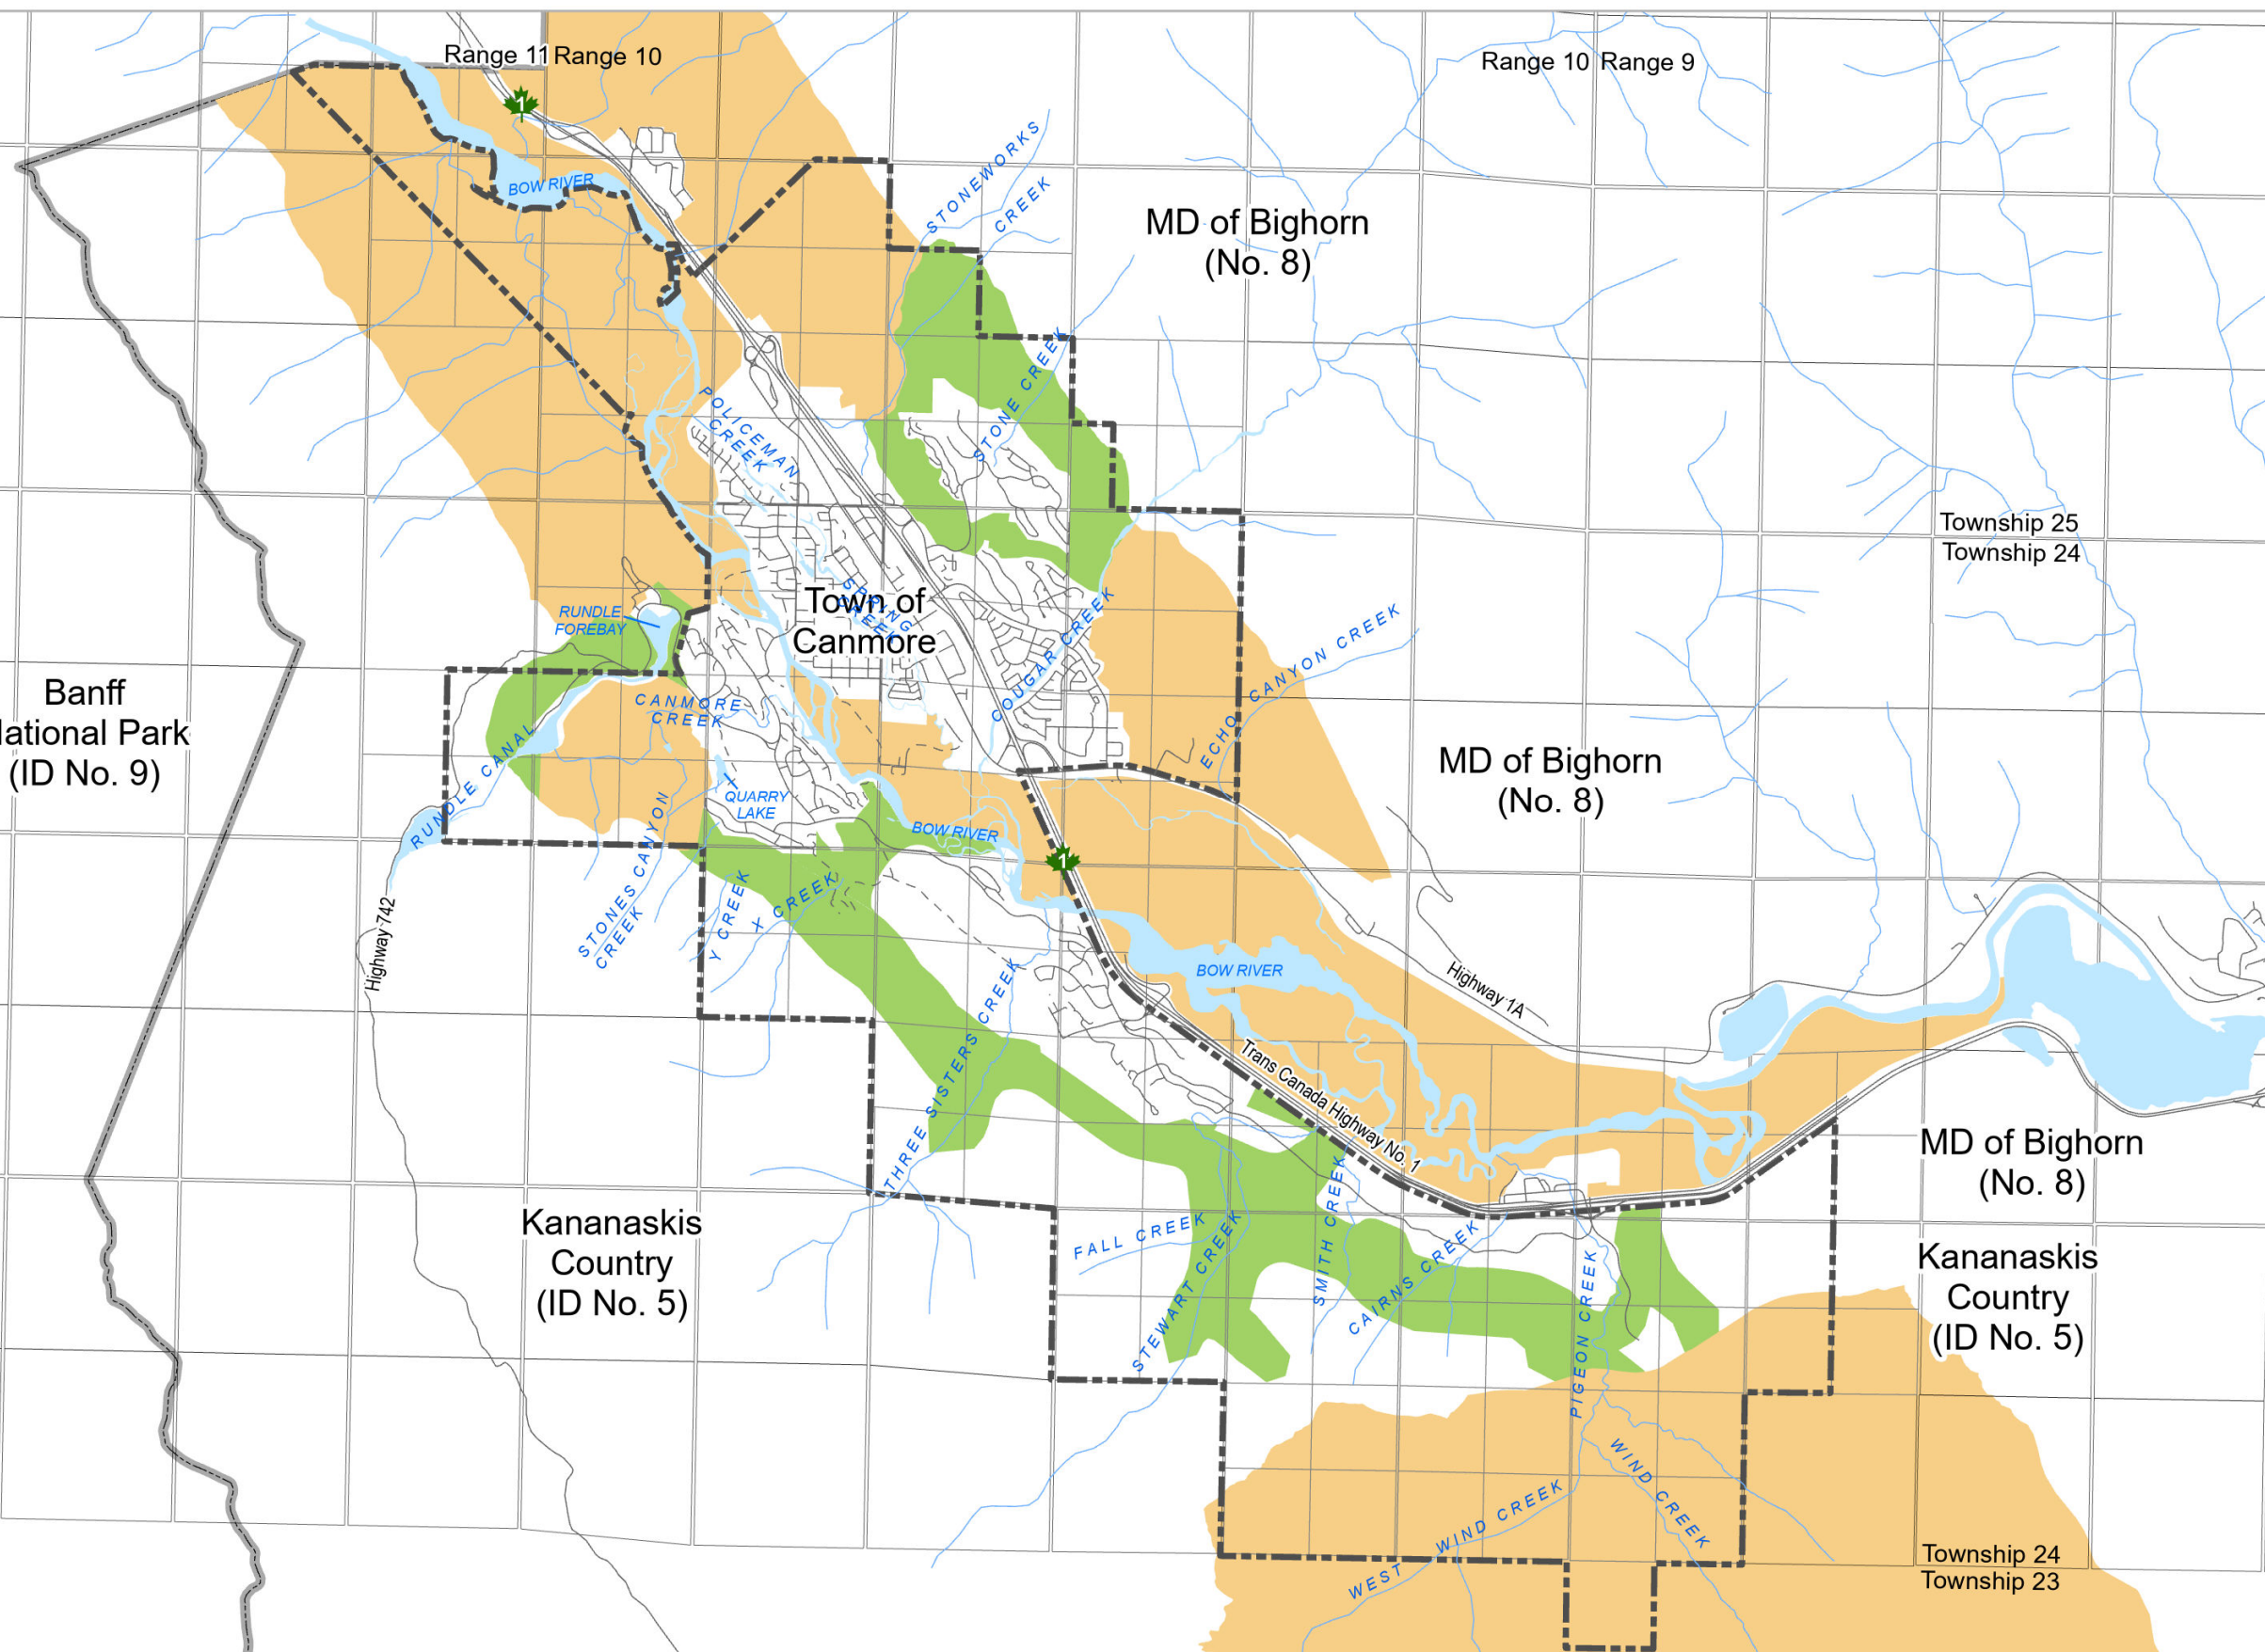 Range 11 Range 10
Range 10 Range 9
1
BOW RIVER
STONEWORKS
CREEK
MD of Bighorn
(No. 8)
STONE CREEK
POLICEMAN
CREEK
Township 25
Township 24
RUNDLE
FOREBAY
SPRING
CREEK
Town of
Canmore
COUGAR CREEK
ECHO CANYON CREEK
Banff
National Park
(ID No. 9)
CANMORE
CREEK
RUNDLE CANAL
QUARRY
LAKE
MD of Bighorn
(No. 8)
BOW RIVER
1
STONES CANYON
CREEK
Y CREEK
X CREEK
Highway 742
BOW RIVER
Highway 1A
THREE SISTERS CREEK
Trans Canada Highway No. 1
MD of Bighorn
(No. 8)
Kananaskis
Country
(ID No. 5)
FALL CREEK
STEWART CREEK
SMITH CREEK
CAIRNS CREEK
PIGEON CREEK
Kananaskis
Country
(ID No. 5)
WIND CREEK
WEST WIND CREEK
Township 24
Township 23